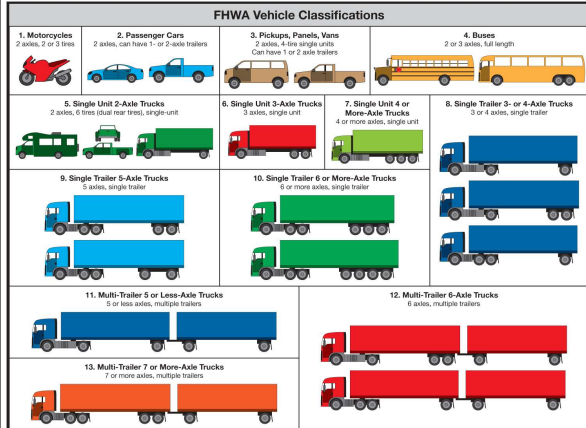 FHWA Vehicle Classifications
1. Motorcycles
2 axles, 2 or 3 tires
2. Passenger Cars
2 axles, can have 1- or 2-axle trailers
3. Pickups, Panels, Vans
2 axles, 4-tire single units
Can have 1 or 2 axle trailers
4. Buses
2 or 3 axles, full length
5. Single Unit 2-Axle Trucks
2 axles, 6 tires (dual rear tires), single-unit
6. Single Unit 3-Axle Trucks
3 axles, single unit
7. Single Unit 4 or
More-Axle Trucks
4 or more axles, single unit
8. Single Trailer 3- or 4-Axle Trucks
3 or 4 axles, single trailer
9. Single Trailer 5-Axle Trucks
5 axles, single trailer
10. Single Trailer 6 or More-Axle Trucks
6 or more axles, single trailer
11. Multi-Trailer 5 or Less-Axle Trucks
5 or less axles, multiple trailers
12. Multi-Trailer 6-Axle Trucks
6 axles, multiple trailers
13. Multi-Trailer 7 or More-Axle Trucks
7 or more axles, multiple trailers